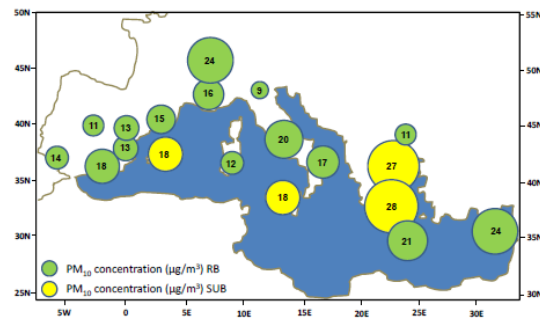 50N
55N
24
45N
50N
16
9
15
11
13
11
40N
45N
20
13
14
18
18
12
17
27
35N
40N
18
28
24
21
30N
35N
PM10 concentration (µg/m³) RB
PM10 concentration (µg/m³) SUB
25N
30N
5W
0
5E
10E
15E
20E
25E
30E